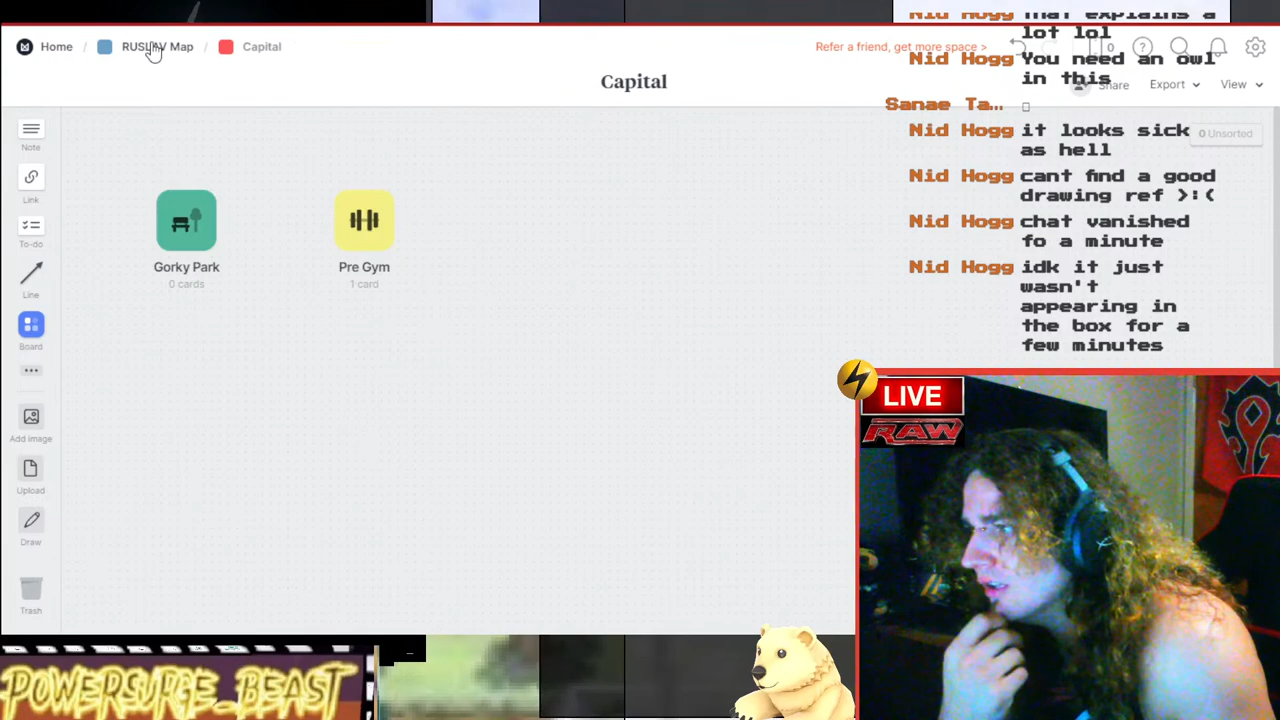 Home / RUSLAV Map / Capital
Refer a friend, get more space >
0
Capital
Share
Export
View
0 Unsorted
Note
Link
To-do
Line
Board
Add image
Upload
Draw
Trash
Gorky Park
0 cards
Pre Gym
1 card
Nid Hogg That explains a
lot lol
Nid Hogg You need an owl
in this
Sanae Ta...
Nid Hogg it looks sick
as hell
Nid Hogg cant find a good
drawing ref >:(
Nid Hogg chat vanished
fo a minute
Nid Hogg idk it just
wasn't
appearing in
the box for a
few minutes
LIVE
RAW
POWERSURGE_BEAST